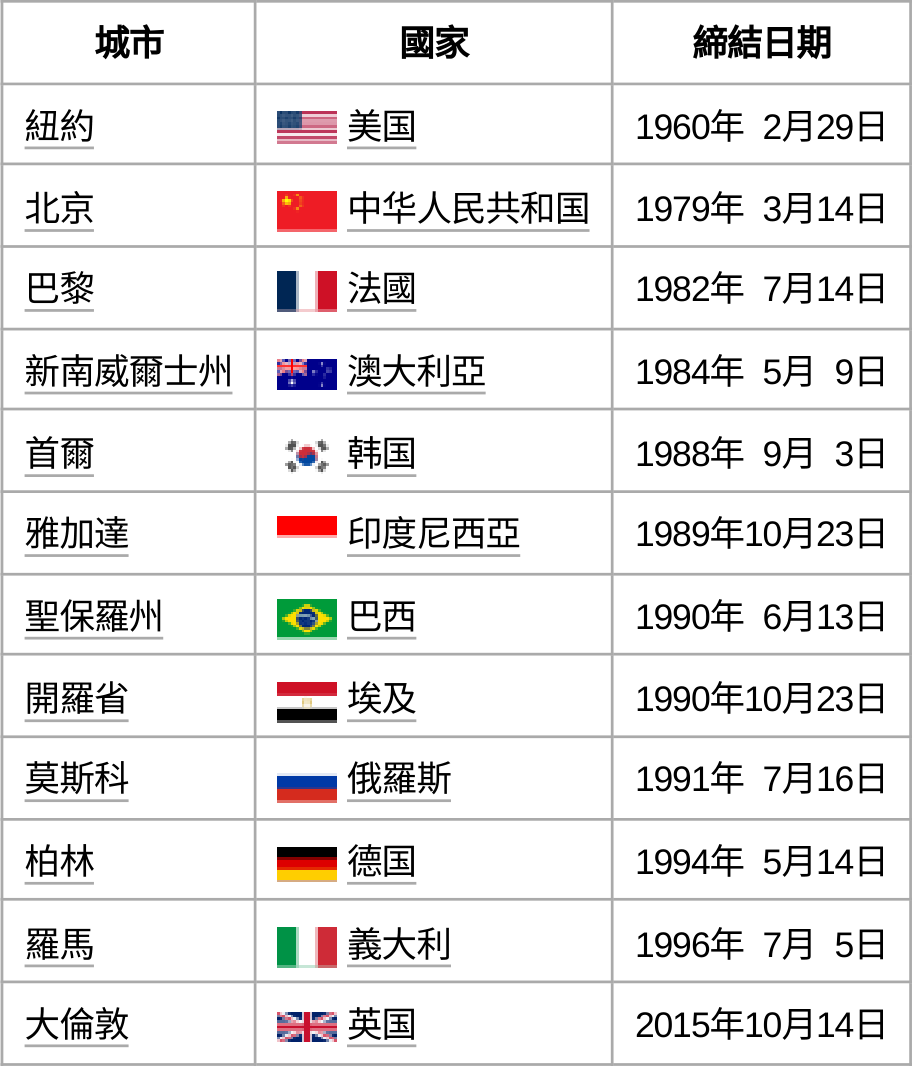 城市 國家 締結日期
紐約 美国 1960年 2月29日
北京 中华人民共和国 1979年 3月14日
巴黎 法國 1982年 7月14日
新南威爾士州 澳大利亞 1984年 5月 9日
首爾 韩国 1988年 9月 3日
雅加達 印度尼西亞 1989年10月23日
聖保羅州 巴西 1990年 6月13日
開羅省 埃及 1990年10月23日
莫斯科 俄羅斯 1991年 7月16日
柏林 德国 1994年 5月14日
羅馬 義大利 1996年 7月 5日
大倫敦 英国 2015年10月14日